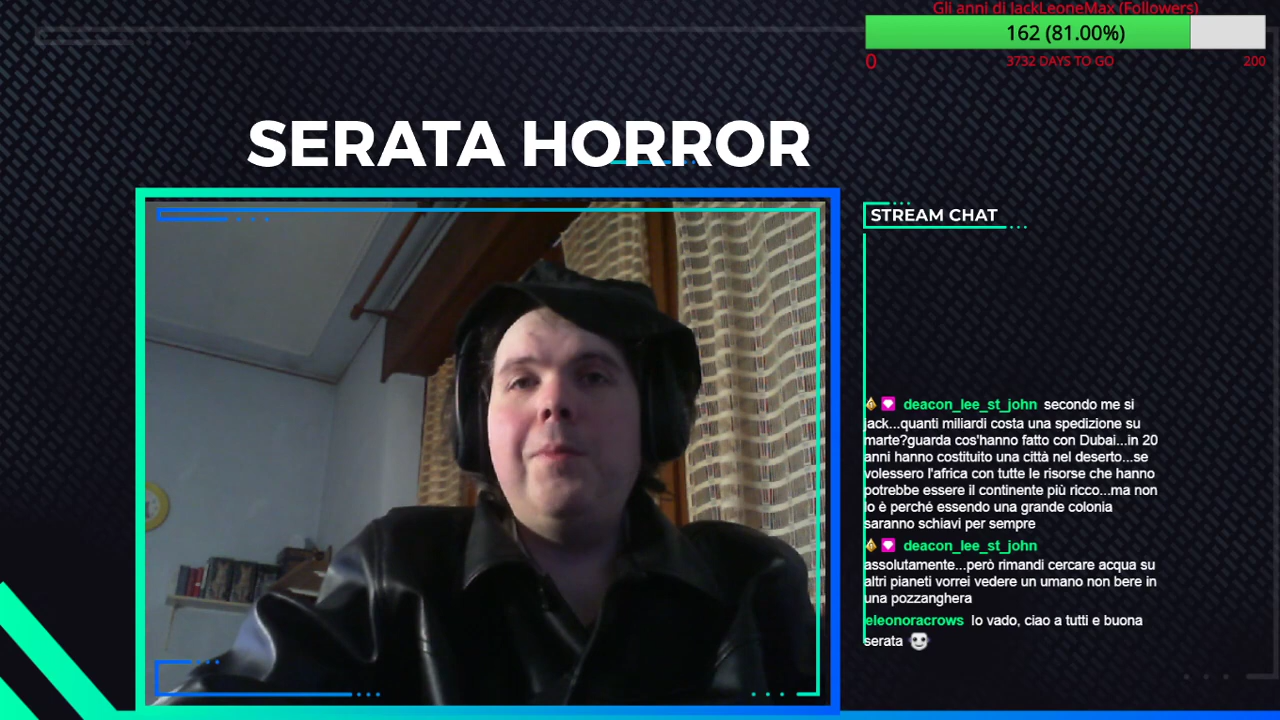 Gli anni di JackLeoneMax (Followers)
162 (81.00%)
0 3732 DAYS TO GO 200
SERATA HORROR
STREAM CHAT
deacon_lee_st_john secondo me si
jack...quanti miliardi costa una spedizione su
marte?guarda cos'hanno fatto con Dubai...in 20
anni hanno costituito una città nel deserto...se
volessero l'africa con tutte le risorse che hanno
potrebbe essere il continente più ricco...ma non
lo è perché essendo una grande colonia
saranno schiavi per sempre
deacon_lee_st_john
assolutamente...però rimandi cercare acqua su
altri pianeti vorrei vedere un umano non bere in
una pozzanghera
eleonoracrows Io vado, ciao a tutti e buona
serata